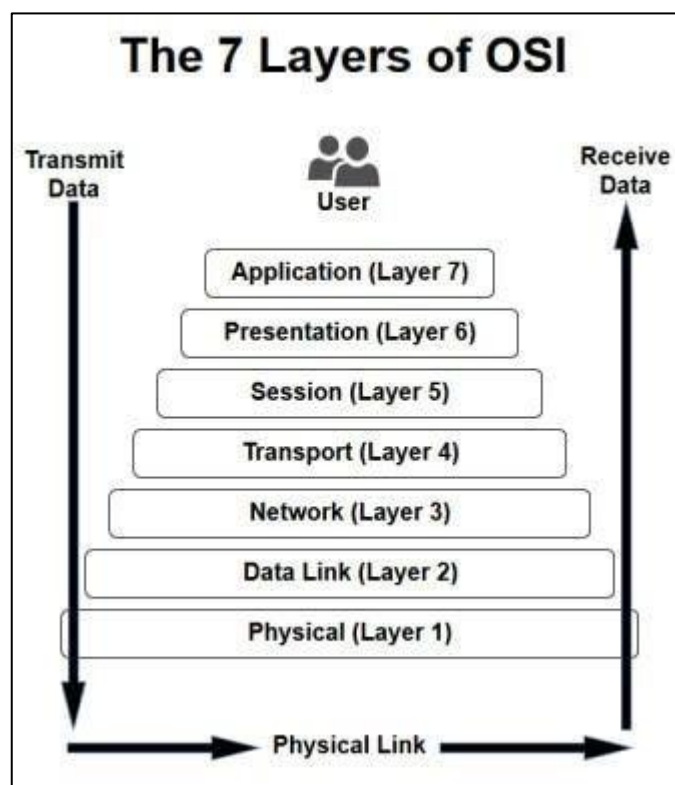 The 7 Layers of OSI
Transmit
Data
User
Receive
Data
Application (Layer 7)
Presentation (Layer 6)
Session (Layer 5)
Transport (Layer 4)
Network (Layer 3)
Data Link (Layer 2)
Physical (Layer 1)
Physical Link